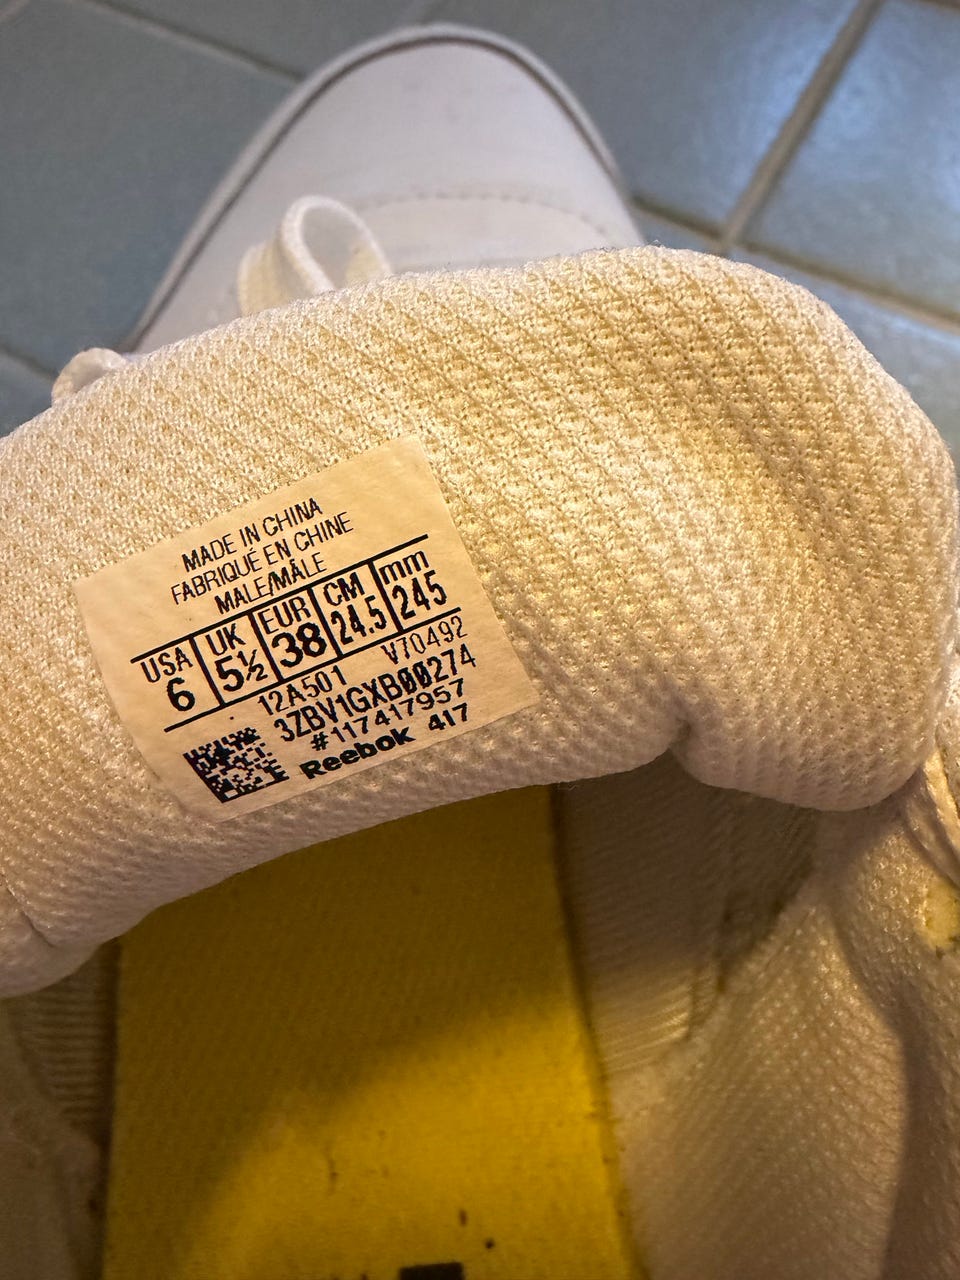 MADE IN CHINA
FABRIQUÉ EN CHINE
MALE/MÂLE
USA UK EUR CM mm
6 5½ 38 24.5 245
12A501 V70492
3ZBV1GXB00274
#117417957
Reebok 417